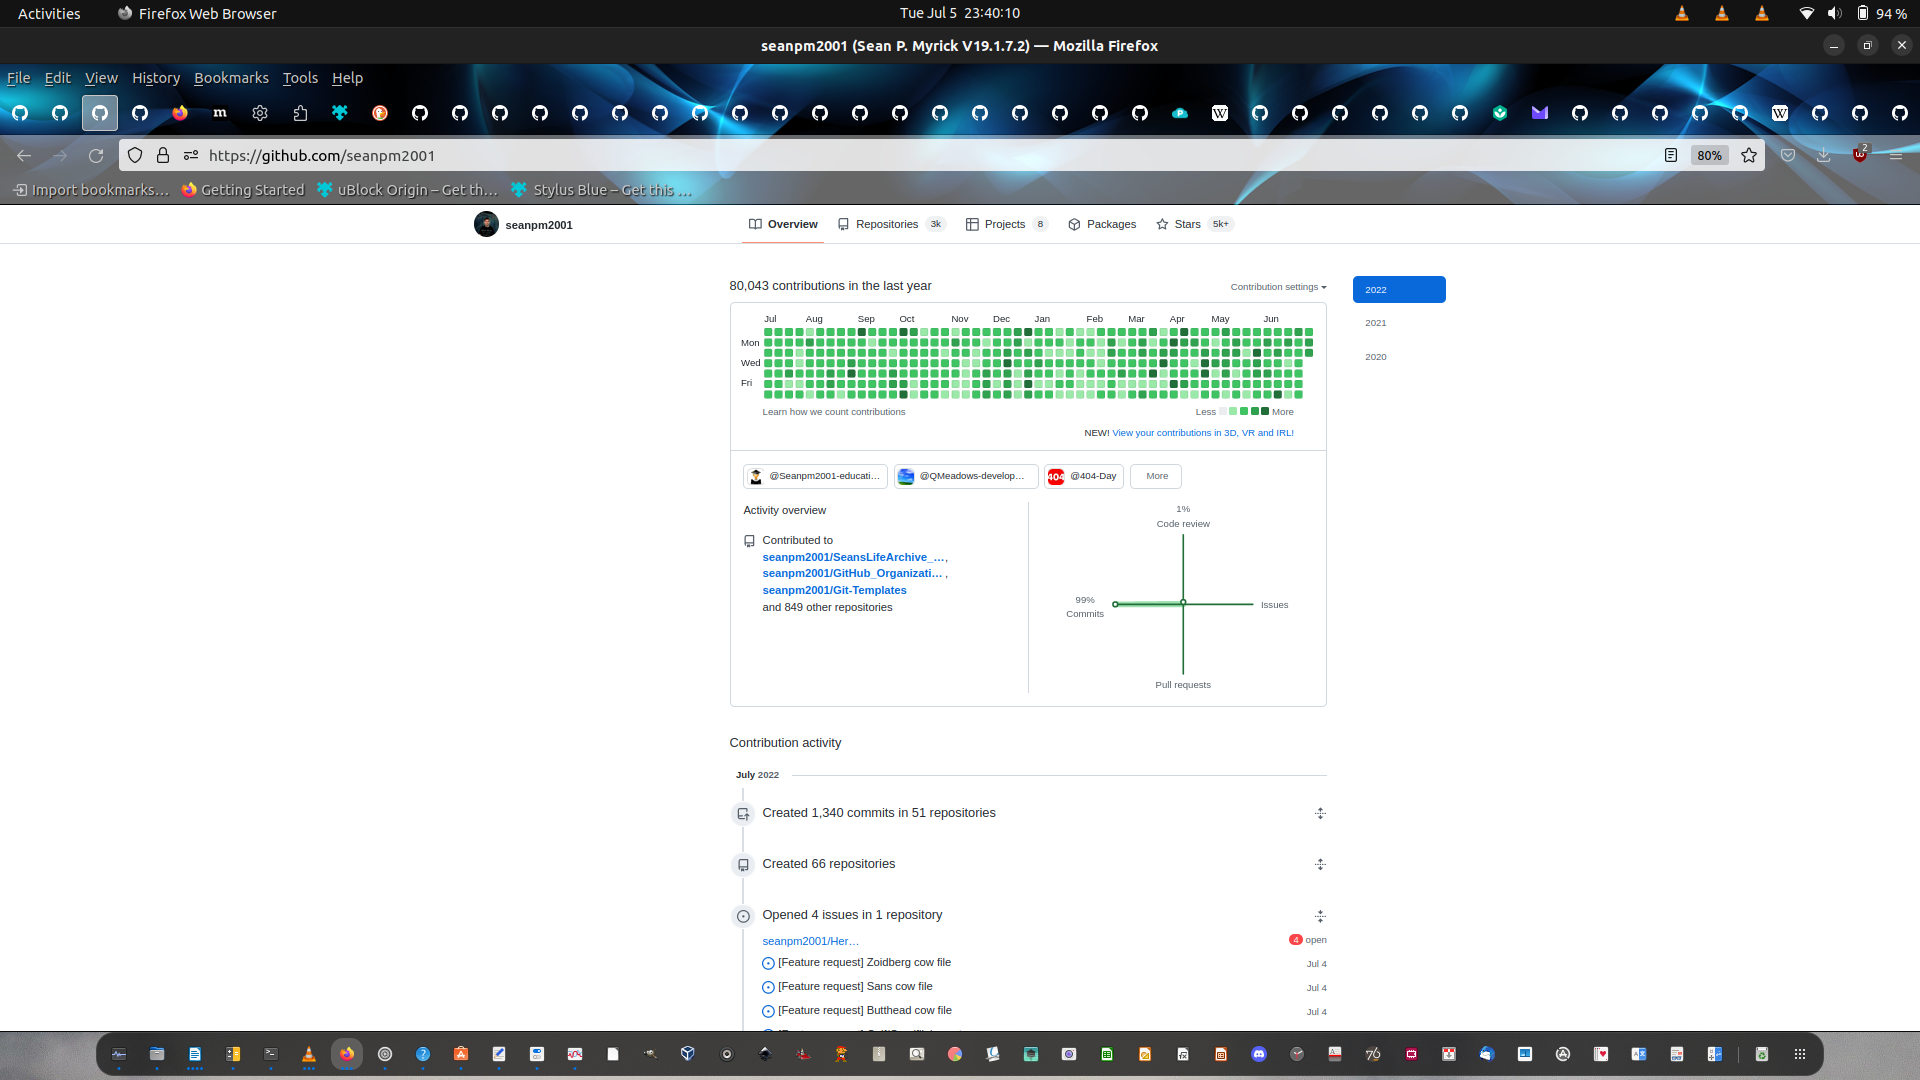 Activities Firefox Web Browser Tue Jul 5 23:40:10 94 %
seanpm2001 (Sean P. Myrick V19.1.7.2) — Mozilla Firefox
File Edit View History Bookmarks Tools Help
https://github.com/seanpm2001 80% 2
Import bookmarks… Getting Started uBlock Origin – Get th… Stylus Blue – Get this …
seanpm2001 Overview Repositories 3k Projects 8 Packages Stars 5k+
80,043 contributions in the last year Contribution settings 2022
2021
2020
Jul Aug Sep Oct Nov Dec Jan Feb Mar Apr May Jun
Mon
Wed
Fri
Learn how we count contributions Less More
NEW! View your contributions in 3D, VR and IRL!
@Seanpm2001-educati… @QMeadows-develop… 404 @404-Day More
Activity overview
Contributed to
seanpm2001/SeansLifeArchive_…,
seanpm2001/GitHub_Organizati… ,
seanpm2001/Git-Templates
and 849 other repositories
1%
Code review
99%
Commits
Issues
Pull requests
Contribution activity
July 2022
Created 1,340 commits in 51 repositories
Created 66 repositories
Opened 4 issues in 1 repository
seanpm2001/Her… 4 open
[Feature request] Zoidberg cow file Jul 4
[Feature request] Sans cow file Jul 4
[Feature request] Butthead cow file Jul 4